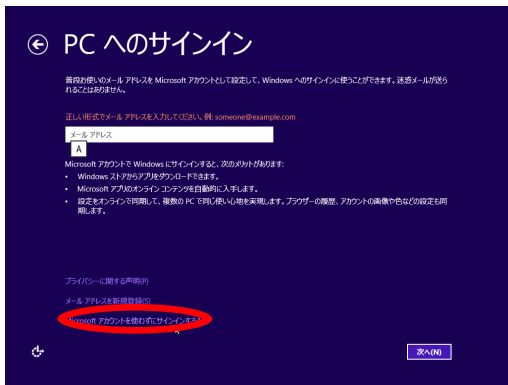 PC へのサインイン
普段お使いのメール アドレスを Microsoft アカウントとして設定して、Windows へのサインインに使うことができます。迷惑メールが送ら
れることはありません。
正しい形式でメール アドレスを入力してください。例: someone@example.com
メール アドレス
A
Microsoft アカウントで Windows にサインインすると、次のメリットがあります:
• Windows ストアからアプリをダウンロードできます。
• Microsoft アプリのオンライン コンテンツを自動的に入手します。
• 設定をオンラインで同期して、複数の PC で同じ使い心地を実現します。ブラウザーの履歴、アカウントの画像や色などの設定も同
期します。
プライバシーに関する声明(P)
メール アドレスを新規登録(S)
Microsoft アカウントを使わずにサインインする
次へ(N)